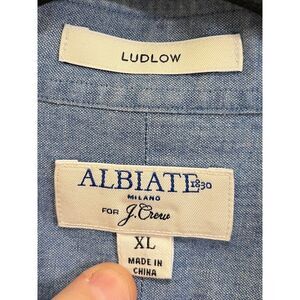 LUDLOW
ALBIATE 1830
MILANO
FOR J.Crew
XL
MADE IN
CHINA